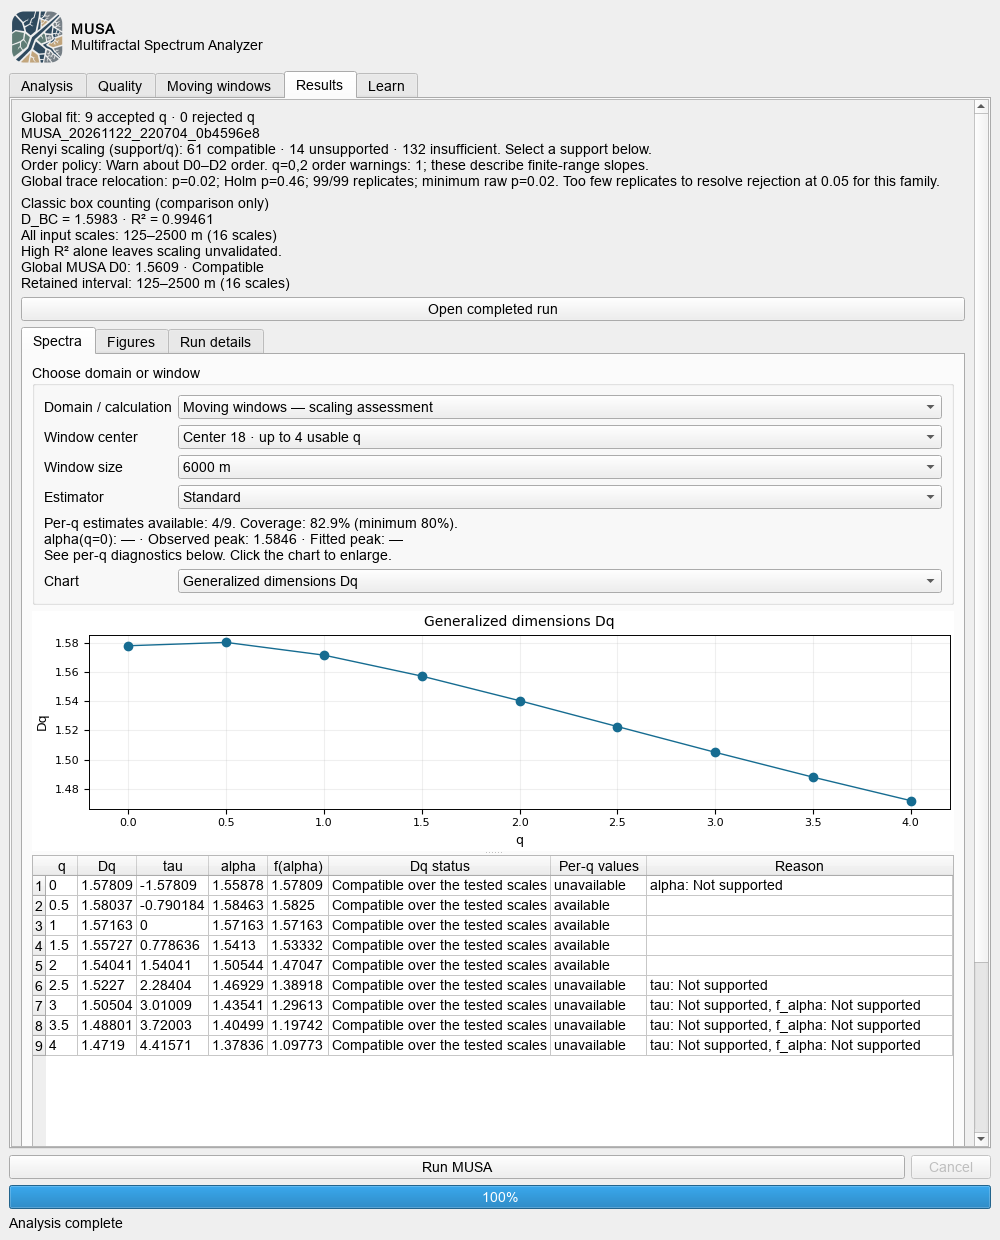 MUSA
Multifractal Spectrum Analyzer
Analysis Quality Moving windows Results Learn
Global fit: 9 accepted q · 0 rejected q
MUSA_20261122_220704_0b4596e8
Renyi scaling (support/q): 61 compatible · 14 unsupported · 132 insufficient. Select a support below.
Order policy: Warn about D0–D2 order. q=0,2 order warnings: 1; these describe finite-range slopes.
Global trace relocation: p=0.02; Holm p=0.46; 99/99 replicates; minimum raw p=0.02. Too few replicates to resolve rejection at 0.05 for this family.
Classic box counting (comparison only)
D_BC = 1.5983 · R² = 0.99461
All input scales: 125–2500 m (16 scales)
High R² alone leaves scaling unvalidated.
Global MUSA D0: 1.5609 · Compatible
Retained interval: 125–2500 m (16 scales)
Open completed run
Spectra Figures Run details
Choose domain or window
Domain / calculation Moving windows — scaling assessment
Window center Center 18 · up to 4 usable q
Window size 6000 m
Estimator Standard
Per-q estimates available: 4/9. Coverage: 82.9% (minimum 80%).
alpha(q=0): — · Observed peak: 1.5846 · Fitted peak: —
See per-q diagnostics below. Click the chart to enlarge.
Chart Generalized dimensions Dq
Generalized dimensions Dq
1.58
1.56
1.54
1.52
1.50
1.48
Dq
0.0 0.5 1.0 1.5 2.0 2.5 3.0 3.5 4.0
q
q Dq tau alpha f(alpha) Dq status Per-q values Reason
1 0 1.57809 -1.57809 1.55878 1.57809 Compatible over the tested scales unavailable alpha: Not supported
2 0.5 1.58037 -0.790184 1.58463 1.5825 Compatible over the tested scales available
3 1 1.57163 0 1.57163 1.57163 Compatible over the tested scales available
4 1.5 1.55727 0.778636 1.5413 1.53332 Compatible over the tested scales available
5 2 1.54041 1.54041 1.50544 1.47047 Compatible over the tested scales available
6 2.5 1.5227 2.28404 1.46929 1.38918 Compatible over the tested scales unavailable tau: Not supported
7 3 1.50504 3.01009 1.43541 1.29613 Compatible over the tested scales unavailable tau: Not supported, f_alpha: Not supported
8 3.5 1.48801 3.72003 1.40499 1.19742 Compatible over the tested scales unavailable tau: Not supported, f_alpha: Not supported
9 4 1.4719 4.41571 1.37836 1.09773 Compatible over the tested scales unavailable tau: Not supported, f_alpha: Not supported
Run MUSA Cancel
100%
Analysis complete